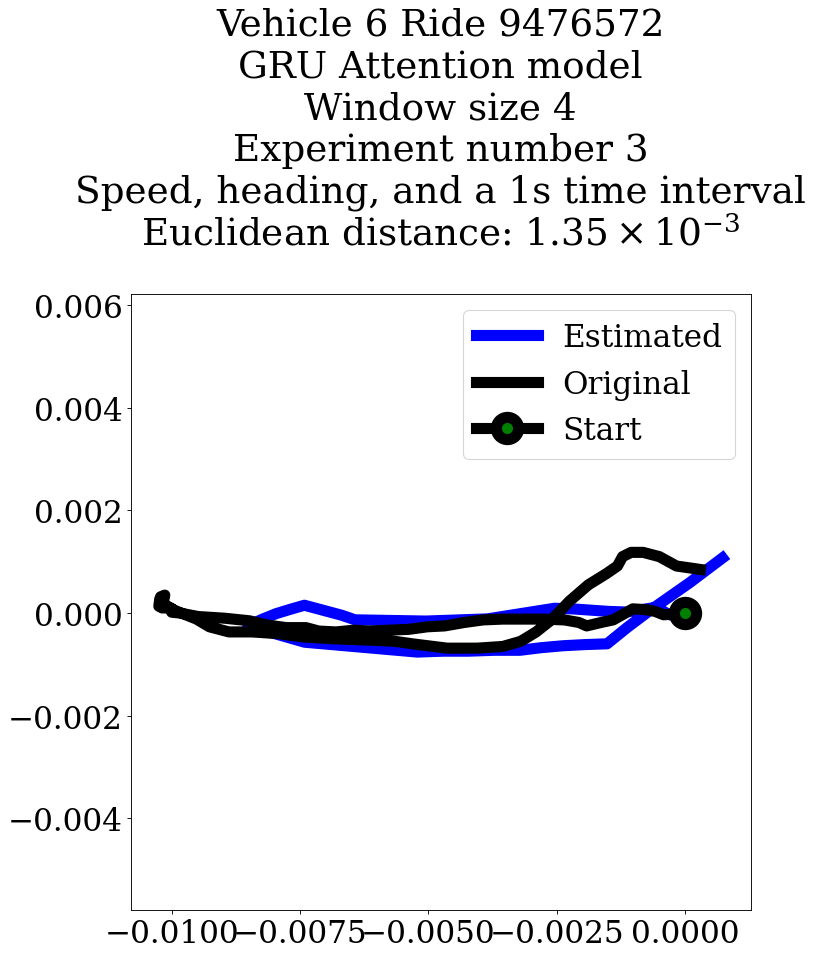 Vehicle 6 Ride 9476572
GRU Attention model
Window size 4
Experiment number 3
Speed, heading, and a 1s time interval
Euclidean distance: 1.35 × 10⁻³
Estimated
Original
Start
0.006
0.004
0.002
0.000
−0.002
−0.004
−0.0100 −0.0075 −0.0050 −0.0025 0.0000